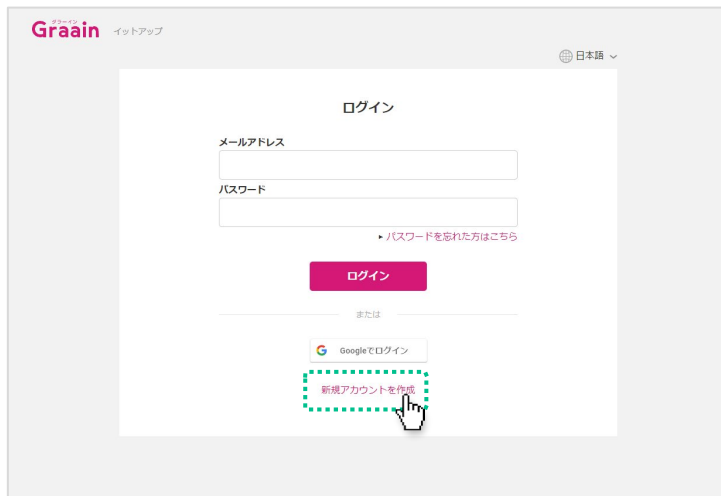 グラーイン
Graain イットアップ
日本語
ログイン
メールアドレス
パスワード
▸ パスワードを忘れた方はこちら
ログイン
または
Googleでログイン
新規アカウントを作成